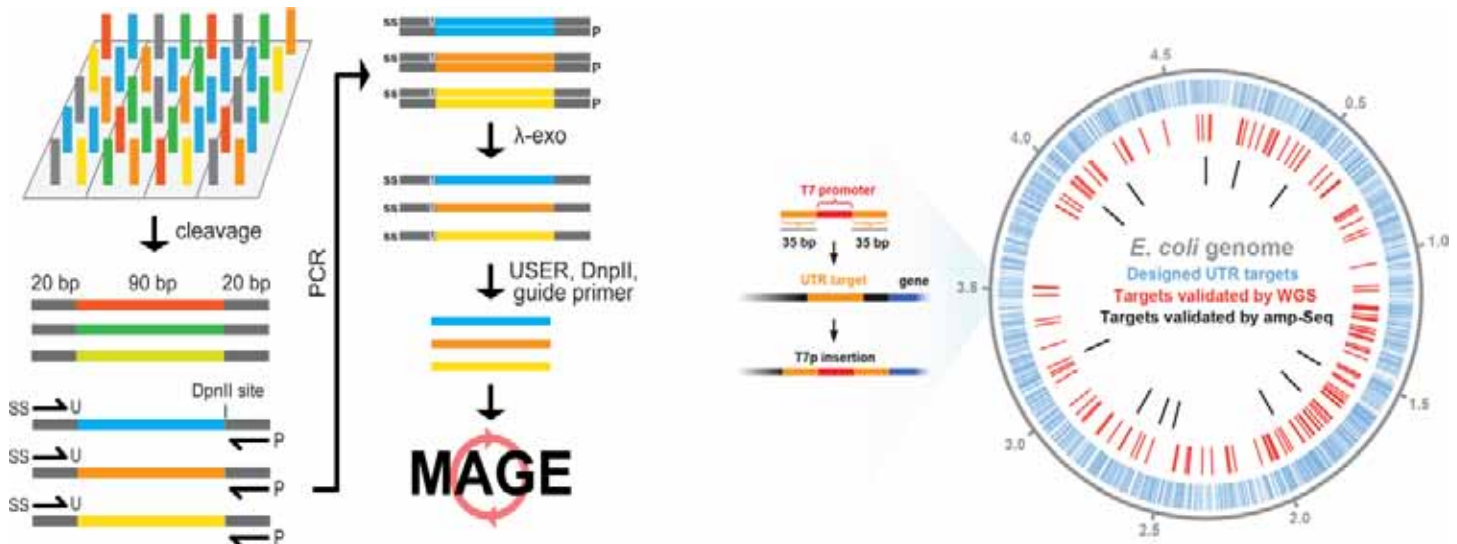 cleavage
20 bp 90 bp 20 bp
DpnII site
SS U
P
SS U
P
SS U
P
PCR
SS U
P
SS U
P
SS U
P
λ-exo
SS U
SS U
SS U
USER, DnpII,
guide primer
MAGE
T7 promoter
35 bp 35 bp
UTR target gene
T7p insertion
4.5
0.5
4.0
1.0
3.5
1.5
2.0
2.0
2.5
E. coli genome
Designed UTR targets
Targets validated by WGS
Targets validated by amp-Seq